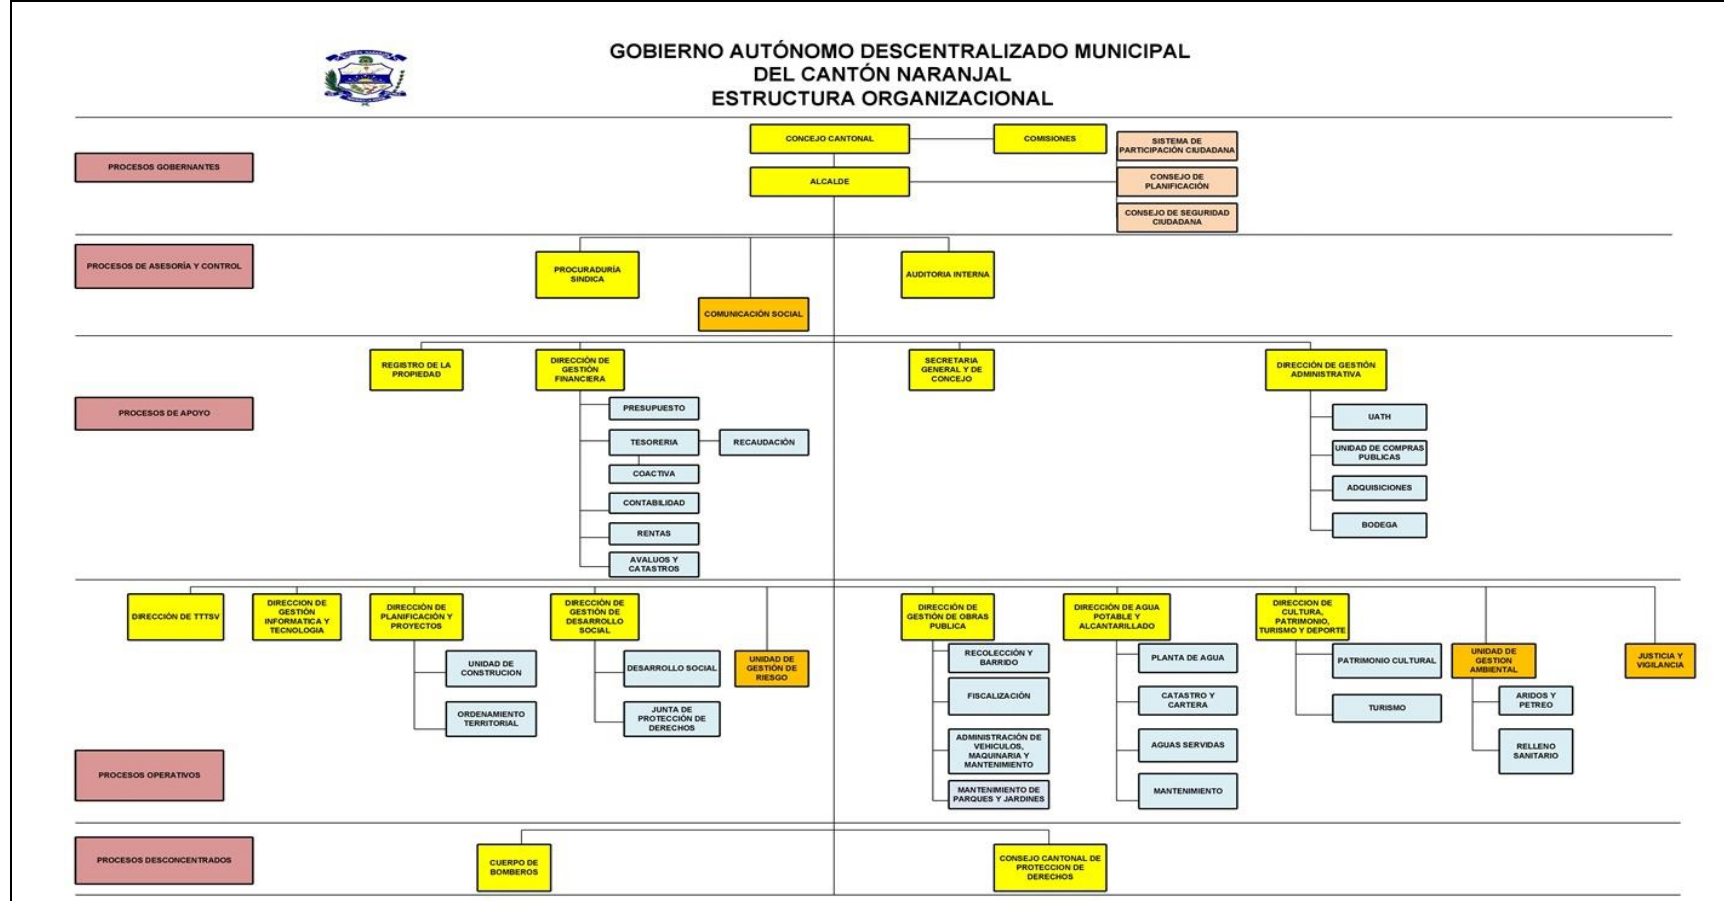 GOBIERNO AUTÓNOMO DESCENTRALIZADO MUNICIPAL
DEL CANTÓN NARANJAL
ESTRUCTURA ORGANIZACIONAL
CONCEJO CANTONAL
COMISIONES
SISTEMA DE
PARTICIPACIÓN CIUDADANA
PROCESOS GOBERNANTES
ALCALDE
CONSEJO DE
PLANIFICACIÓN
CONSEJO DE SEGURIDAD
CIUDADANA
PROCESOS DE ASESORÍA Y CONTROL
PROCURADURÍA
SINDICA
AUDITORIA INTERNA
COMUNICACIÓN SOCIAL
REGISTRO DE LA
PROPIEDAD
DIRECCIÓN DE
GESTIÓN
FINANCIERA
SECRETARIA
GENERAL Y DE
CONCEJO
DIRECCIÓN DE GESTIÓN
ADMINISTRATIVA
PROCESOS DE APOYO
PRESUPUESTO
TESORERIA
RECAUDACIÓN
COACTIVA
CONTABILIDAD
RENTAS
AVALUOS Y
CATASTROS
UATH
UNIDAD DE COMPRAS
PUBLICAS
ADQUISICIONES
BODEGA
DIRECCIÓN DE TTTSV
DIRECCION DE
GESTIÓN
INFORMATICA Y
TECNOLOGIA
DIRECCIÓN DE
PLANIFICACIÓN Y
PROYECTOS
DIRECCIÓN DE
GESTIÓN DE
DESARROLLO
SOCIAL
DIRECCIÓN DE
GESTIÓN DE OBRAS
PUBLICA
DIRECCIÓN DE AGUA
POTABLE Y
ALCANTARILLADO
DIRECCION DE
CULTURA,
PATRIMONIO,
TURISMO Y DEPORTE
UNIDAD DE
CONSTRUCION
ORDENAMIENTO
TERRITORIAL
DESARROLLO SOCIAL
JUNTA DE
PROTECCIÓN DE
DERECHOS
UNIDAD DE
GESTIÓN DE
RIESGO
RECOLECCIÓN Y
BARRIDO
FISCALIZACIÓN
ADMINISTRACIÓN DE
VEHICULOS,
MAQUINARIA Y
MANTENIMIENTO
MANTENIMIENTO DE
PARQUES Y JARDINES
PLANTA DE AGUA
CATASTRO Y
CARTERA
AGUAS SERVIDAS
MANTENIMIENTO
PATRIMONIO CULTURAL
TURISMO
UNIDAD DE
GESTION
AMBIENTAL
ARIDOS Y
PETREO
RELLENO
SANITARIO
JUSTICIA Y
VIGILANCIA
PROCESOS OPERATIVOS
PROCESOS DESCONCENTRADOS
CUERPO DE
BOMBEROS
CONSEJO CANTONAL DE
PROTECCION DE
DERECHOS